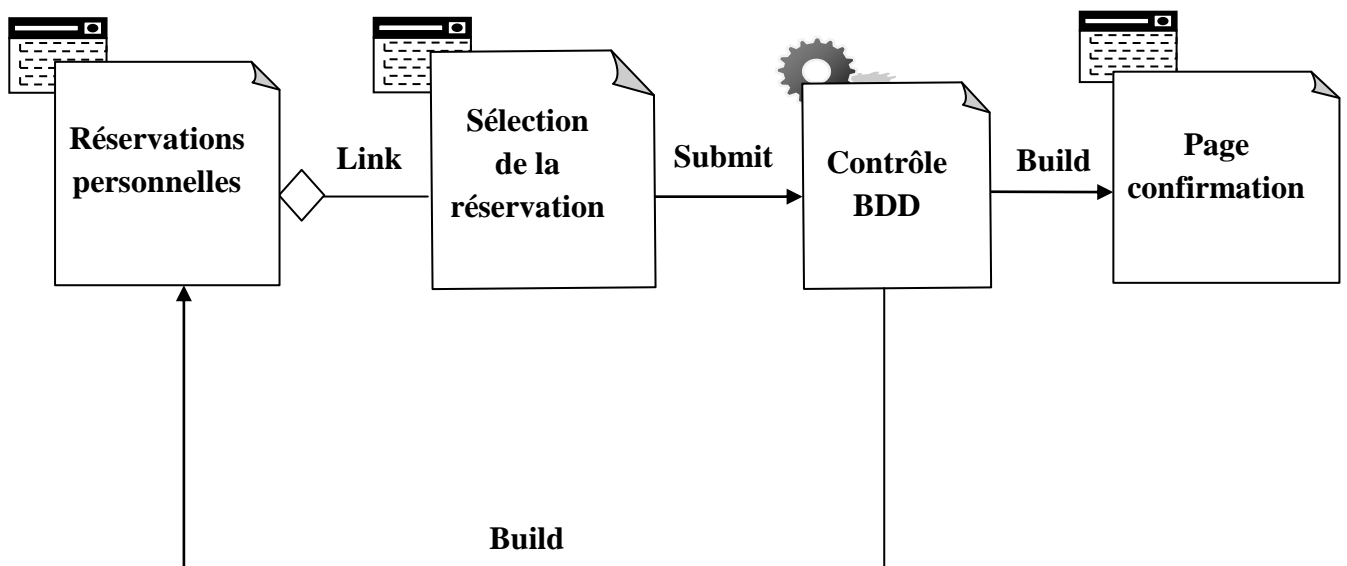 Réservations
personnelles
Link
Sélection
de la
réservation
Submit
Contrôle
BDD
Build
Page
confirmation
Build